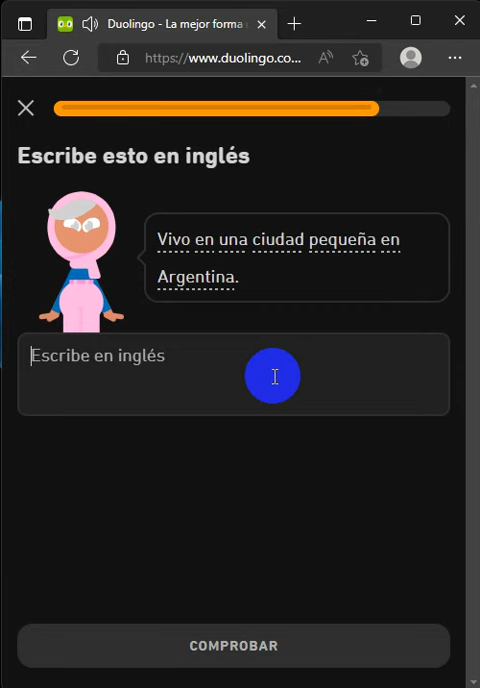 Duolingo - La mejor forma
https://www.duolingo.co...
Escribe esto en inglés
Vivo en una ciudad pequeña en
Argentina.
Escribe en inglés
COMPROBAR